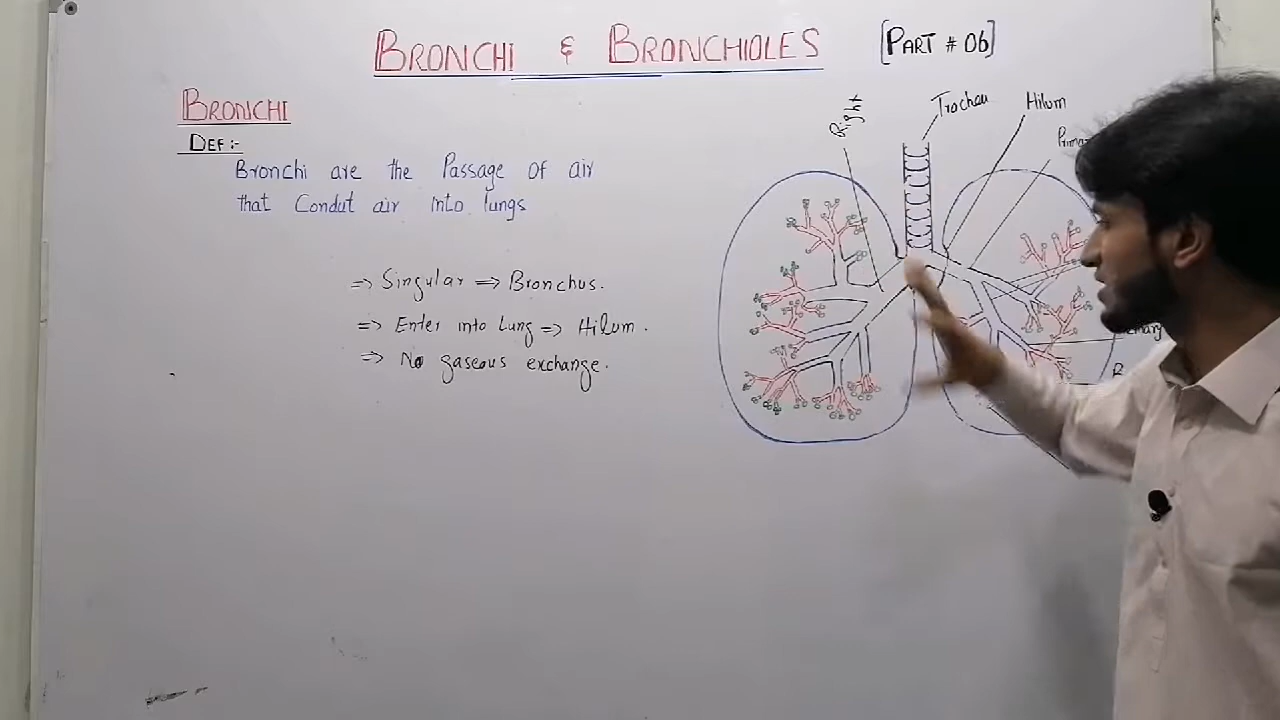 BRONCHI & BRONCHIOLES [PART # 06]
BRONCHI
DEF:-
Bronchi are the Passage of air
that Condut air into lungs
⇒ Singular ⇒ Bronchus.
⇒ Enter into Lung ⇒ Hilum.
⇒ No gaseous exchange.
Right
Trachea
Hilum